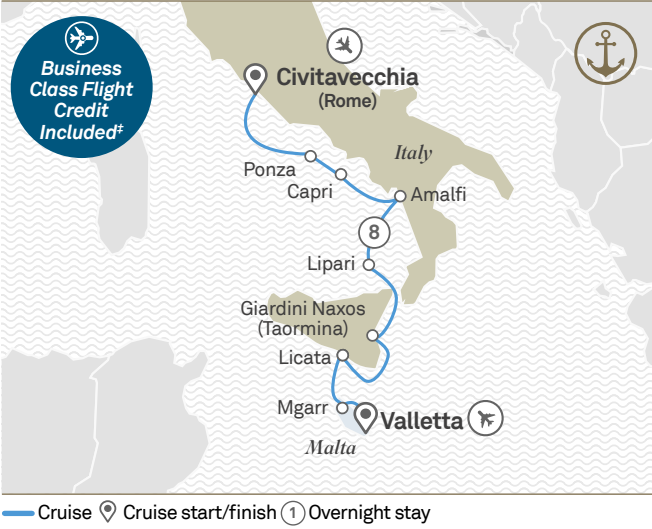 Business
Class Flight
Credit
Included‡
Civitavecchia
(Rome)
Italy
Ponza
Capri
Amalfi
8
Lipari
Giardini Naxos
(Taormina)
Licata
Mgarr
Valletta
Malta
Cruise Cruise start/finish 1 Overnight stay